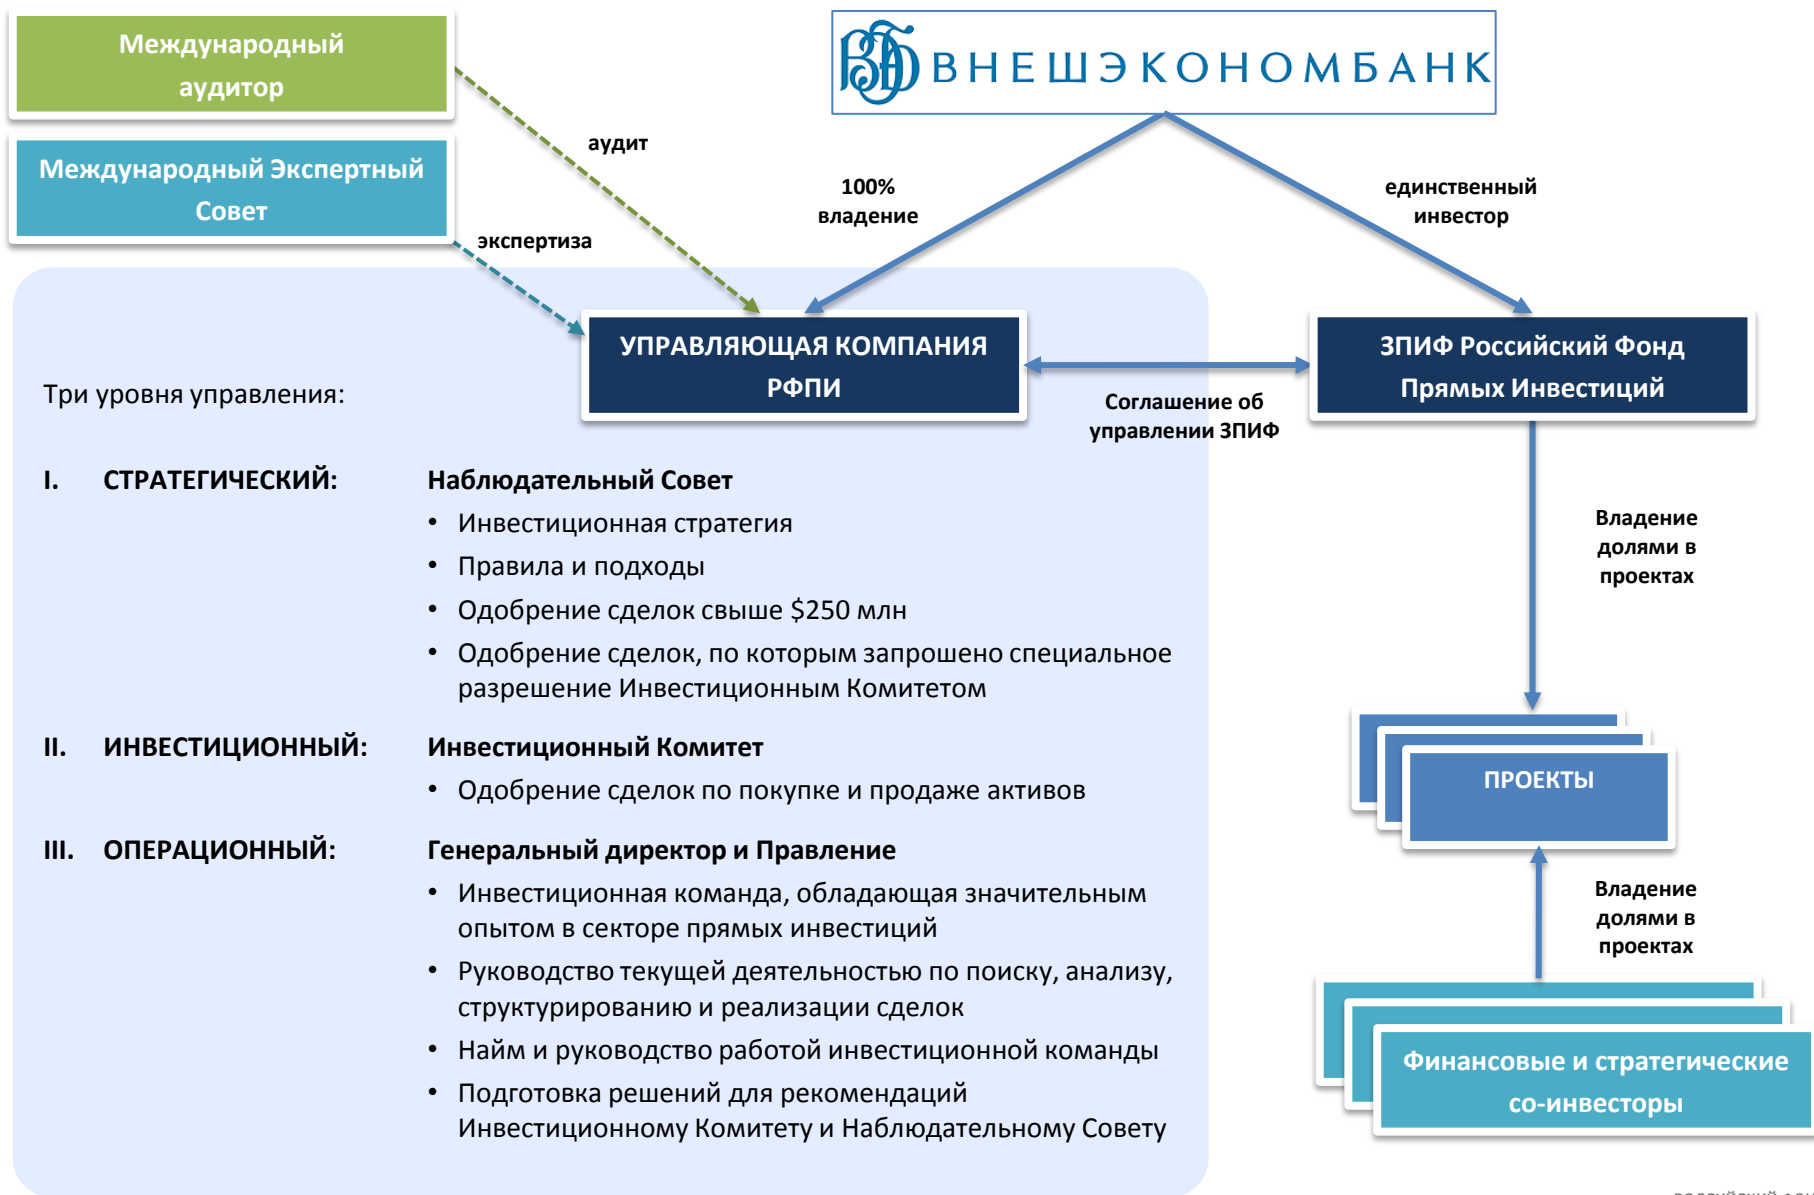 Международный
аудитор
ВЭБ ВНЕШЭКОНОМБАНК
Международный Экспертный
Совет
аудит
экспертиза
100%
владение
единственный
инвестор
УПРАВЛЯЮЩАЯ КОМПАНИЯ
РФПИ
ЗПИФ Российский Фонд
Прямых Инвестиций
Соглашение об
управлении ЗПИФ
Три уровня управления:
I. СТРАТЕГИЧЕСКИЙ: Наблюдательный Совет
• Инвестиционная стратегия
• Правила и подходы
• Одобрение сделок свыше $250 млн
• Одобрение сделок, по которым запрошено специальное
разрешение Инвестиционным Комитетом
II. ИНВЕСТИЦИОННЫЙ: Инвестиционный Комитет
• Одобрение сделок по покупке и продаже активов
III. ОПЕРАЦИОННЫЙ: Генеральный директор и Правление
• Инвестиционная команда, обладающая значительным
опытом в секторе прямых инвестиций
• Руководство текущей деятельностью по поиску, анализу,
структурированию и реализации сделок
• Найм и руководство работой инвестиционной команды
• Подготовка решений для рекомендаций
Инвестиционному Комитету и Наблюдательному Совету
Владение
долями в
проектах
ПРОЕКТЫ
Владение
долями в
проектах
Финансовые и стратегические
со-инвесторы